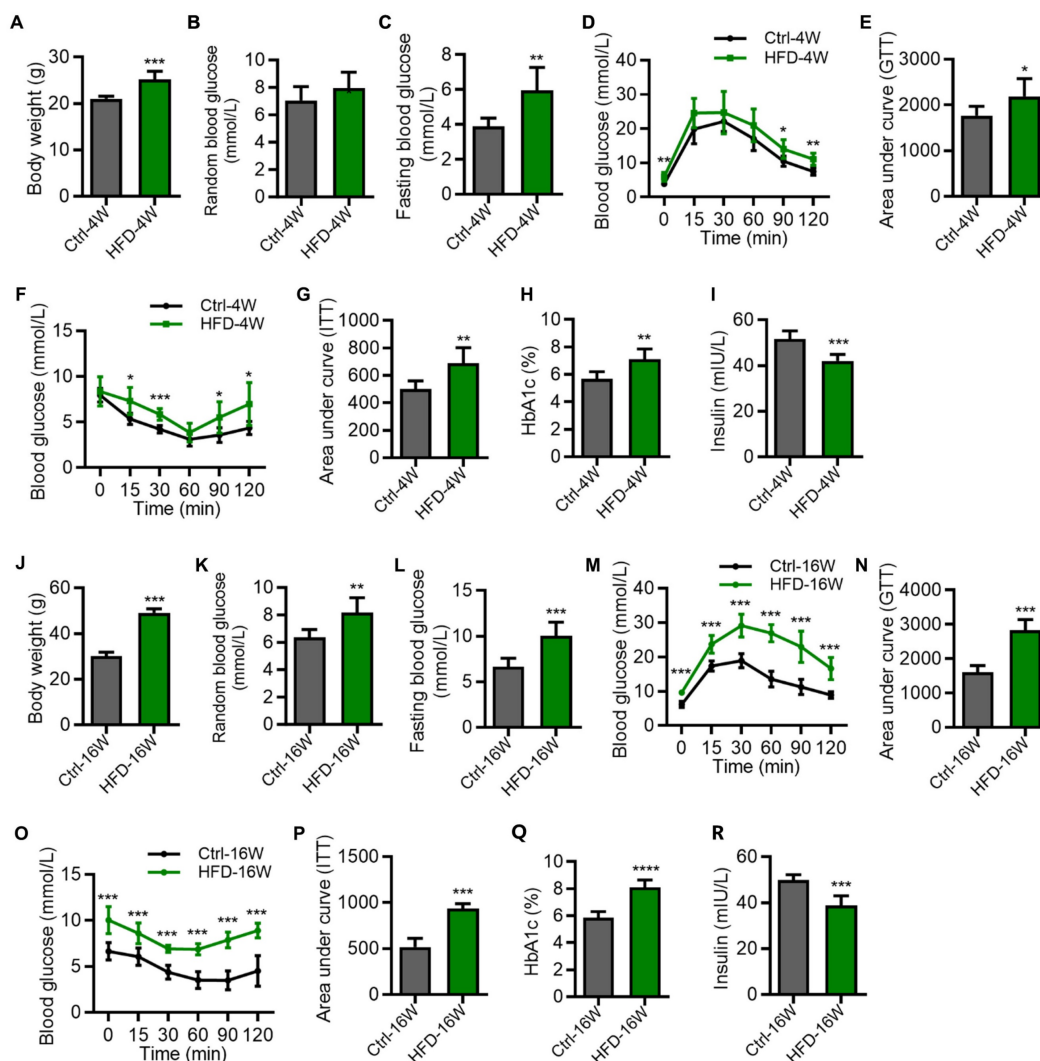 A
Body weight (g)
30
20
10
0
***
Ctrl-4W
HFD-4W
B
Random blood glucose
(mmol/L)
10
8
6
4
2
0
Ctrl-4W
HFD-4W
C
Fasting blood glucose
(mmol/L)
8
6
4
2
0
**
Ctrl-4W
HFD-4W
D
Ctrl-4W
HFD-4W
Blood glucose (mmol/L)
40
30
20
10
0
**
*
**
0 15 30 60 90 120
Time (min)
E
Area under curve (GTT)
3000
2000
1000
0
*
Ctrl-4W
HFD-4W
F
Ctrl-4W
HFD-4W
Blood glucose (mmol/L)
15
10
5
0
*
***
*
*
0 15 30 60 90 120
Time (min)
G
Area under curve (ITT)
1000
800
600
400
200
0
**
Ctrl-4W
HFD-4W
H
HbA1c (%)
10
8
6
4
2
0
**
Ctrl-4W
HFD-4W
I
Insulin (mIU/L)
60
40
20
0
***
Ctrl-4W
HFD-4W
J
Body weight (g)
60
40
20
0
***
Ctrl-16W
HFD-16W
K
Random blood glucose
(mmol/L)
10
8
6
4
2
0
**
Ctrl-16W
HFD-16W
L
Fasting blood glucose
(mmol/L)
15
10
5
0
***
Ctrl-16W
HFD-16W
M
Ctrl-16W
HFD-16W
Blood glucose (mmol/L)
40
30
20
10
0
***
***
***
***
***
***
0 15 30 60 90 120
Time (min)
N
Area under curve (GTT)
4000
3000
2000
1000
0
***
Ctrl-16W
HFD-16W
O
Ctrl-16W
HFD-16W
Blood glucose (mmol/L)
15
10
5
0
***
***
***
***
***
***
0 15 30 60 90 120
Time (min)
P
Area under curve (ITT)
1500
1000
500
0
***
Ctrl-16W
HFD-16W
Q
HbA1c (%)
10
8
6
4
2
0
****
Ctrl-16W
HFD-16W
R
Insulin (mIU/L)
60
40
20
0
***
Ctrl-16W
HFD-16W